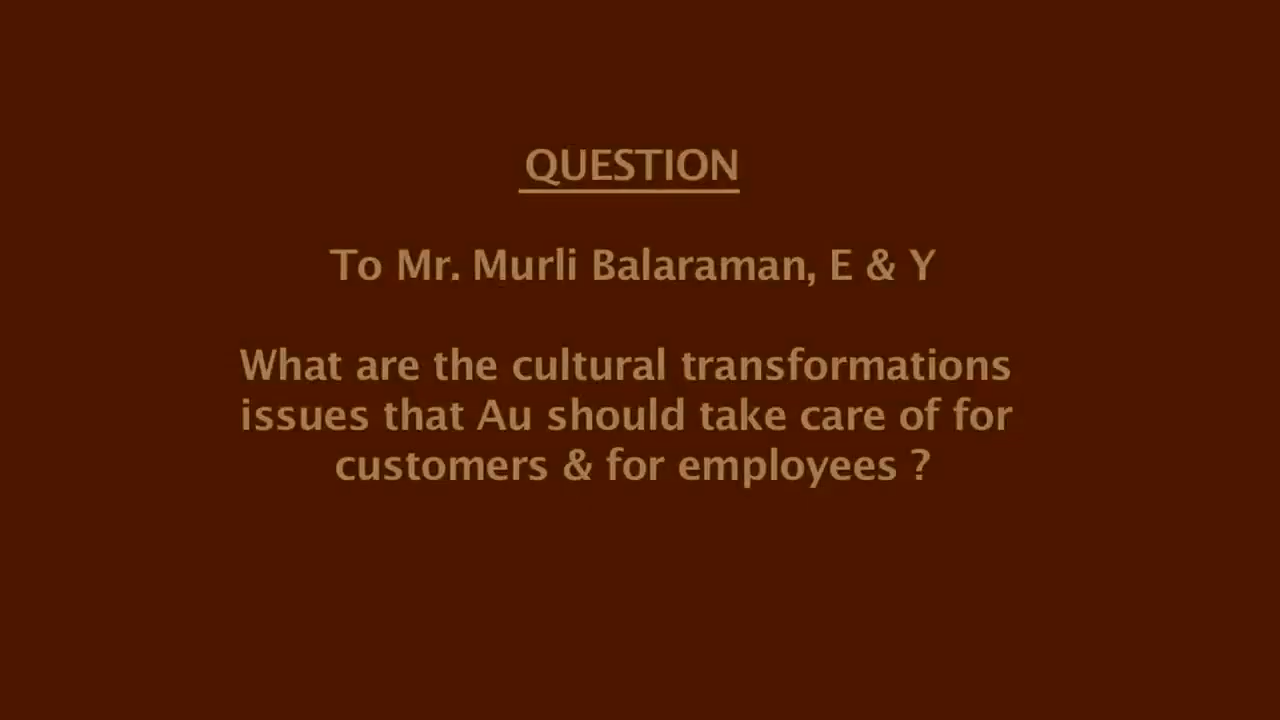 QUESTION
To Mr. Murli Balaraman, E & Y
What are the cultural transformations
issues that Au should take care of for
customers & for employees ?